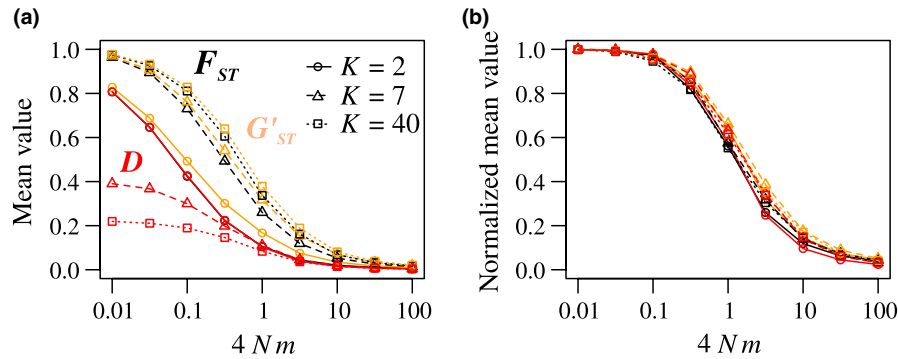 (a)
Mean value
1.0
0.8
0.6
0.4
0.2
0.0
F_ST
G'_ST
D
K = 2
K = 7
K = 40
0.01 0.1 1 10 100
4 N m
(b)
Normalized mean value
1.0
0.8
0.6
0.4
0.2
0.0
0.01 0.1 1 10 100
4 N m